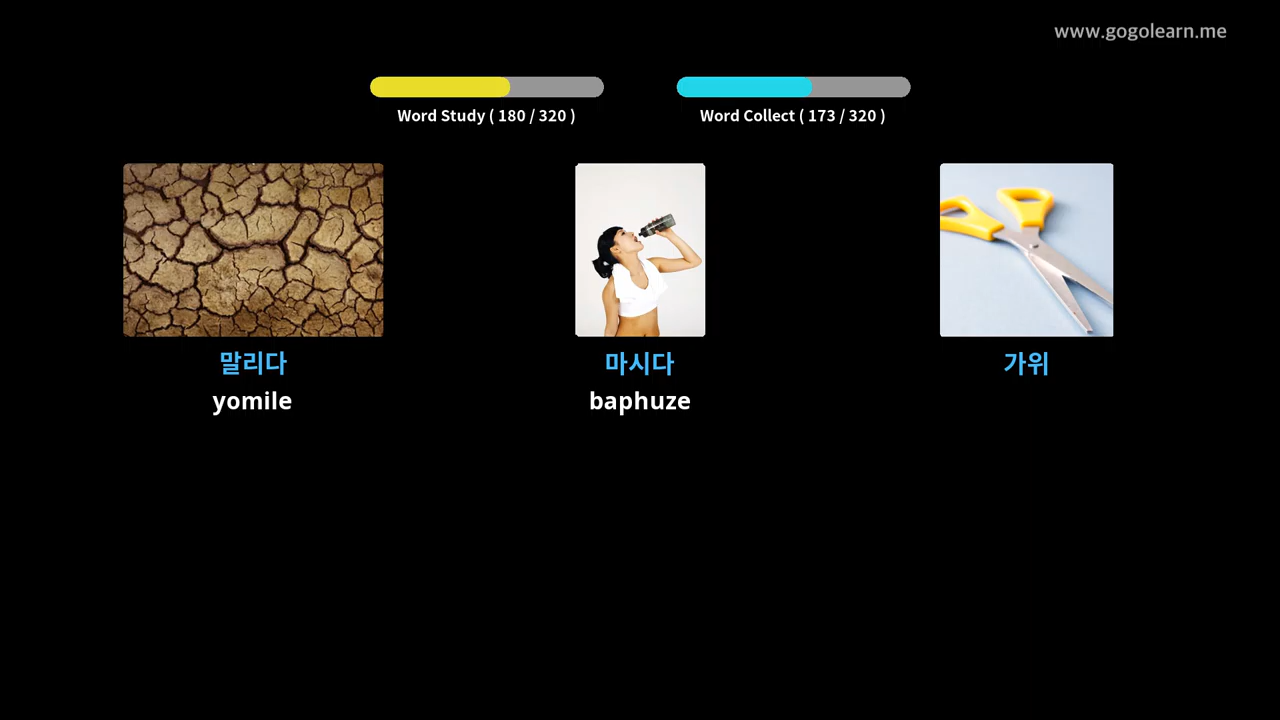 www.gogolearn.me
Word Study ( 180 / 320 )
Word Collect ( 173 / 320 )
말리다
yomile
마시다
baphuze
가위